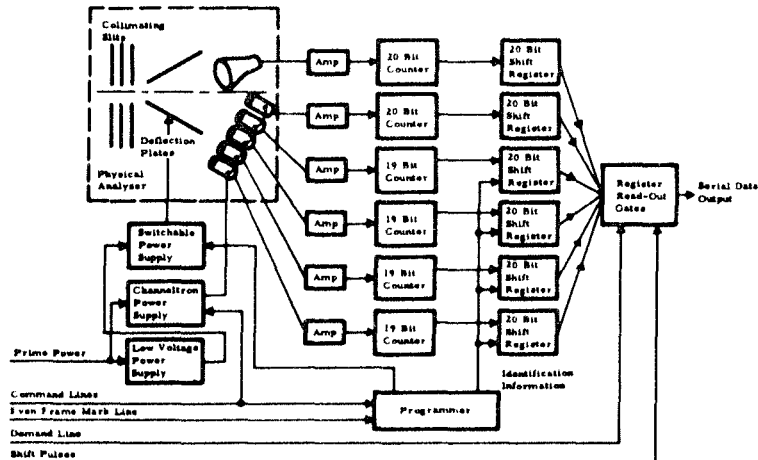 Collimating
Slits
Deflection
Plates
Physical
Analyzer
Amp
20 Bit
Counter
20 Bit
Shift
Register
Amp
20 Bit
Counter
20 Bit
Shift
Register
Amp
19 Bit
Counter
20 Bit
Shift
Register
Amp
19 Bit
Counter
20 Bit
Shift
Register
Amp
19 Bit
Counter
20 Bit
Shift
Register
Amp
19 Bit
Counter
20 Bit
Shift
Register
Register
Read-Out
Gates
Serial Data
Output
Switchable
Power
Supply
Channeltron
Power
Supply
Low Voltage
Power
Supply
Prime Power
Identification
Information
Command Lines
Even Frame Mark Line
Programmer
Demand Line
Shift Pulses